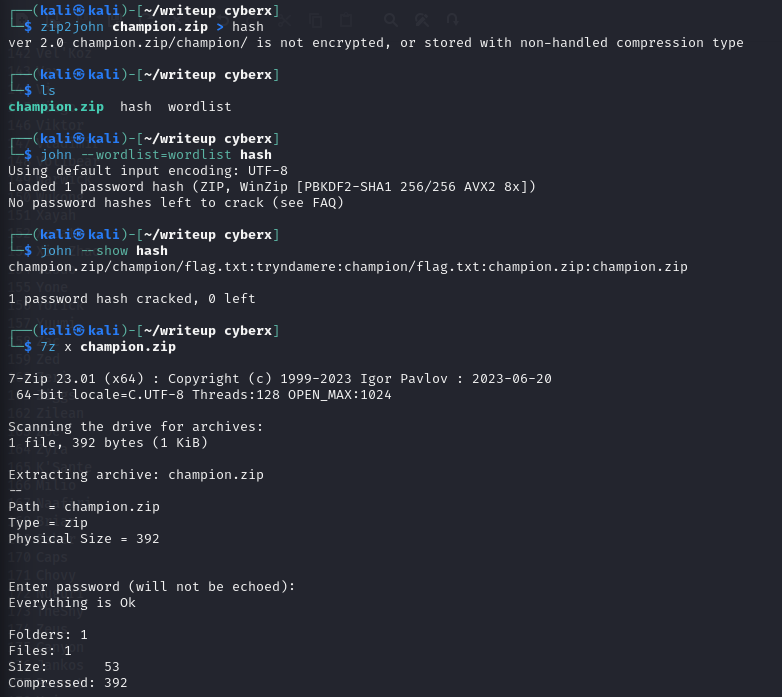 ┌──(kali㉿kali)-[~/writeup cyberx]
└─$ zip2john champion.zip > hash
ver 2.0 champion.zip/champion/ is not encrypted, or stored with non-handled compression type
┌──(kali㉿kali)-[~/writeup cyberx]
└─$ ls
champion.zip  hash  wordlist
┌──(kali㉿kali)-[~/writeup cyberx]
└─$ john --wordlist=wordlist hash
Using default input encoding: UTF-8
Loaded 1 password hash (ZIP, WinZip [PBKDF2-SHA1 256/256 AVX2 8x])
No password hashes left to crack (see FAQ)
┌──(kali㉿kali)-[~/writeup cyberx]
└─$ john --show hash
champion.zip/champion/flag.txt:tryndamere:champion/flag.txt:champion.zip:champion.zip
1 password hash cracked, 0 left
┌──(kali㉿kali)-[~/writeup cyberx]
└─$ 7z x champion.zip
7-Zip 23.01 (x64) : Copyright (c) 1999-2023 Igor Pavlov : 2023-06-20
 64-bit locale=C.UTF-8 Threads:128 OPEN_MAX:1024
Scanning the drive for archives:
1 file, 392 bytes (1 KiB)
Extracting archive: champion.zip
--
Path = champion.zip
Type = zip
Physical Size = 392
Enter password (will not be echoed):
Everything is Ok
Folders: 1
Files: 1
Size:       53
Compressed: 392